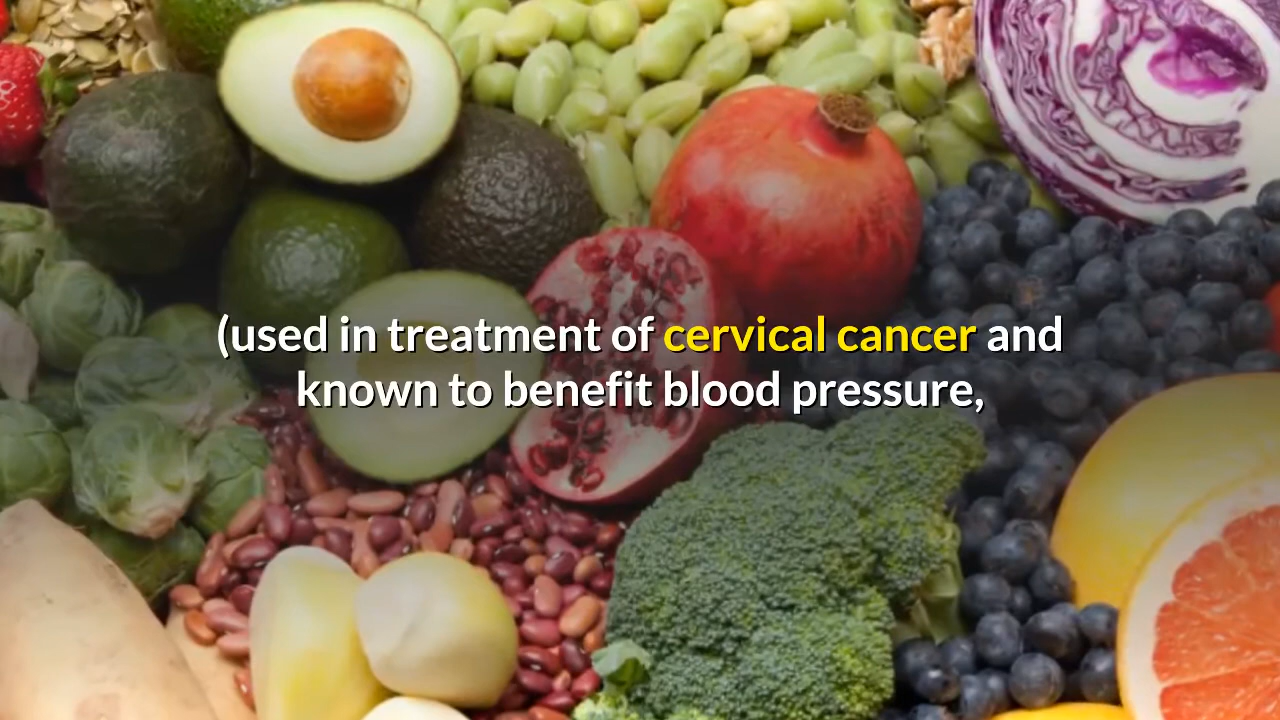 (used in treatment of cervical cancer and
known to benefit blood pressure,